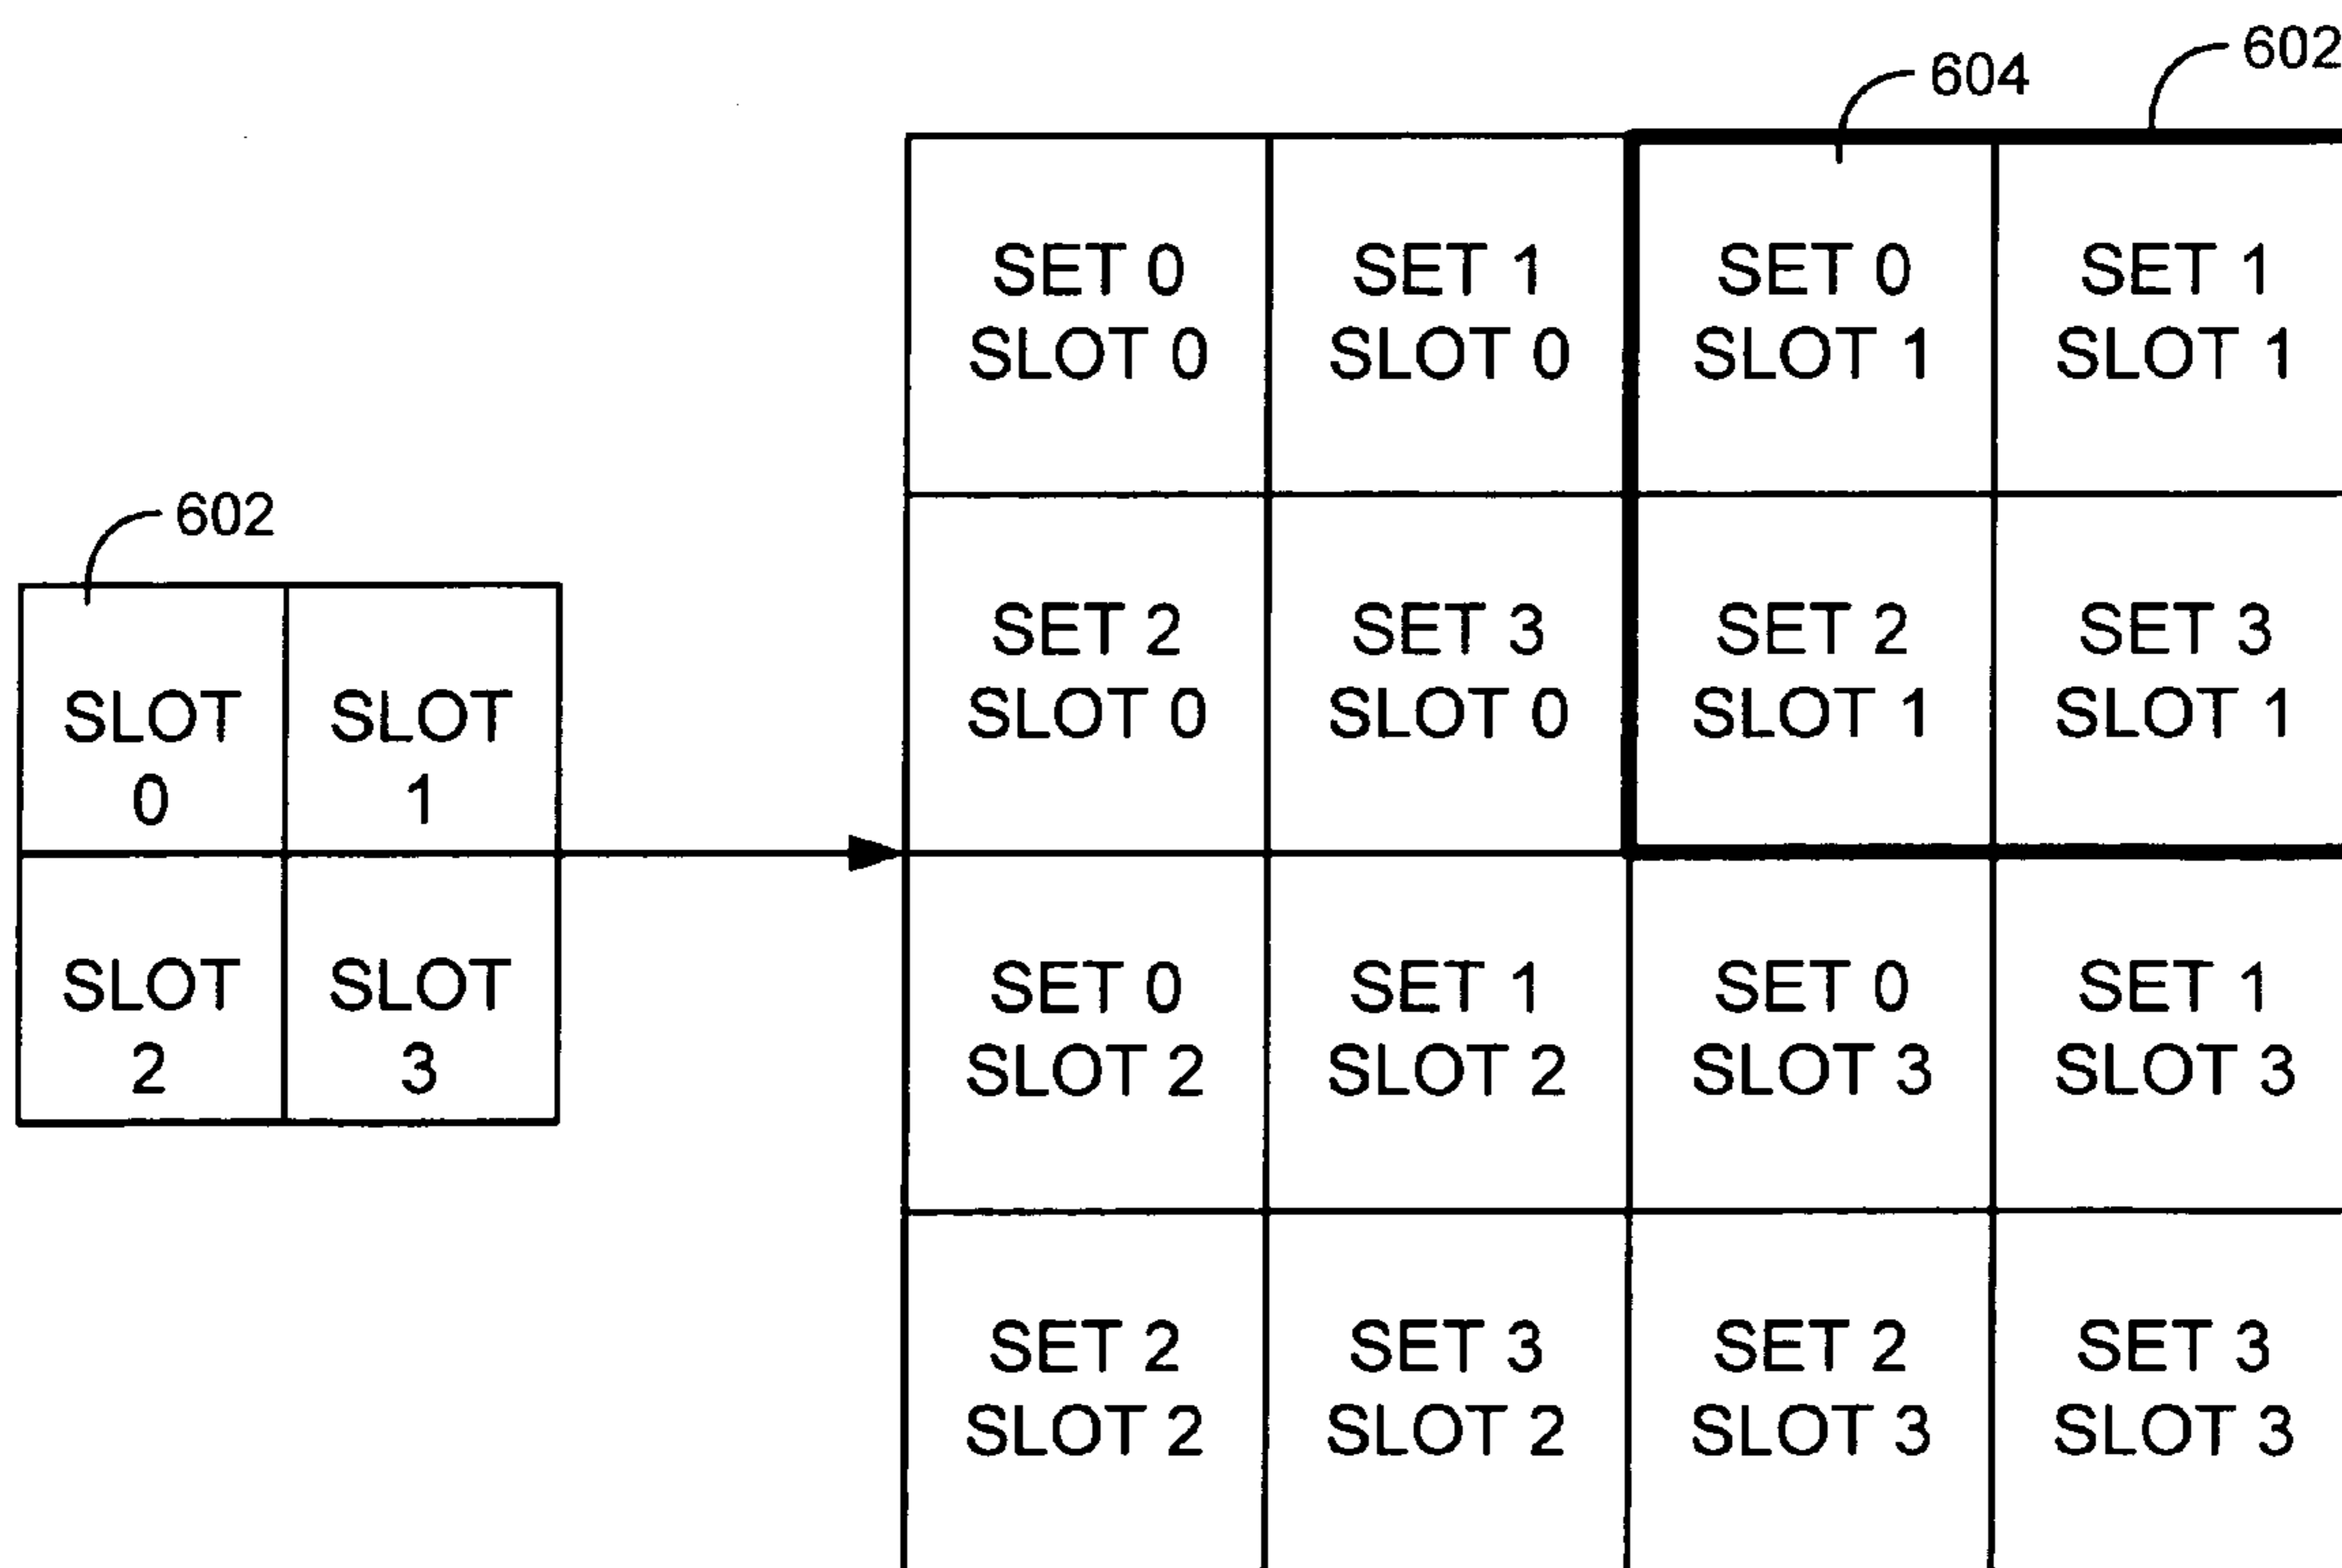 604
602
SET 0 SET 1 SET 0 SET 1
SLOT 0 SLOT 0 SLOT 1 SLOT 1
602
SET 2 SET 3 SET 2 SET 3
SLOT 0 SLOT 0 SLOT 1 SLOT 1
SLOT SLOT
0 1
SLOT SLOT
2 3
SET 0 SET 1 SET 0 SET 1
SLOT 2 SLOT 2 SLOT 3 SLOT 3
SET 2 SET 3 SET 2 SET 3
SLOT 2 SLOT 2 SLOT 3 SLOT 3